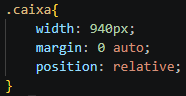 .caixa{
    width: 940px;
    margin: 0 auto;
    position: relative;
}